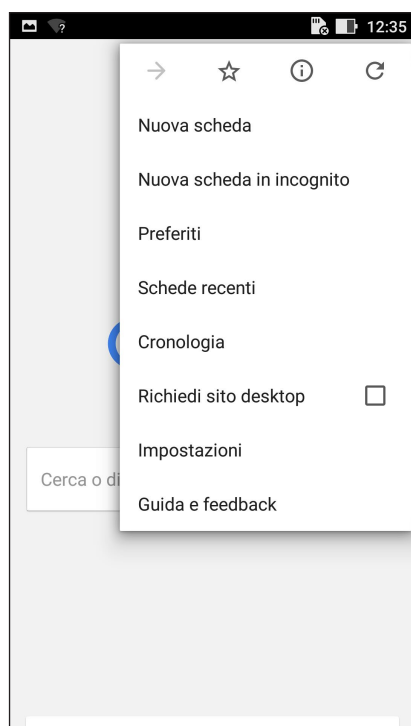 12:35
Nuova scheda
Nuova scheda in incognito
Preferiti
Schede recenti
Cronologia
Richiedi sito desktop
Impostazioni
Cerca o di
Guida e feedback